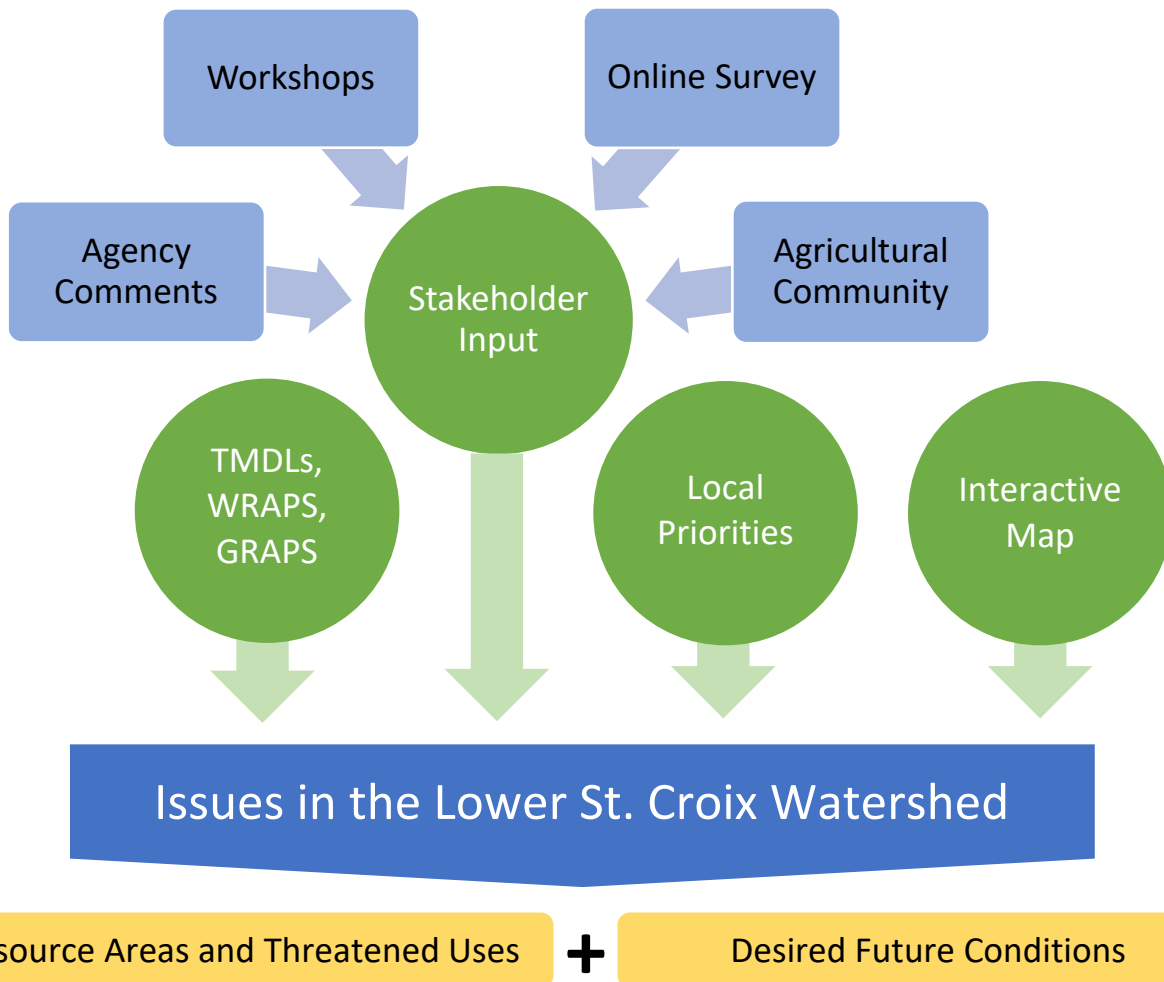 Workshops
Online Survey
Agency
Comments
Agricultural
Community
Stakeholder
Input
TMDLs,
WRAPS,
GRAPS
Local
Priorities
Interactive
Map
Issues in the Lower St. Croix Watershed
source Areas and Threatened Uses
+
Desired Future Conditions